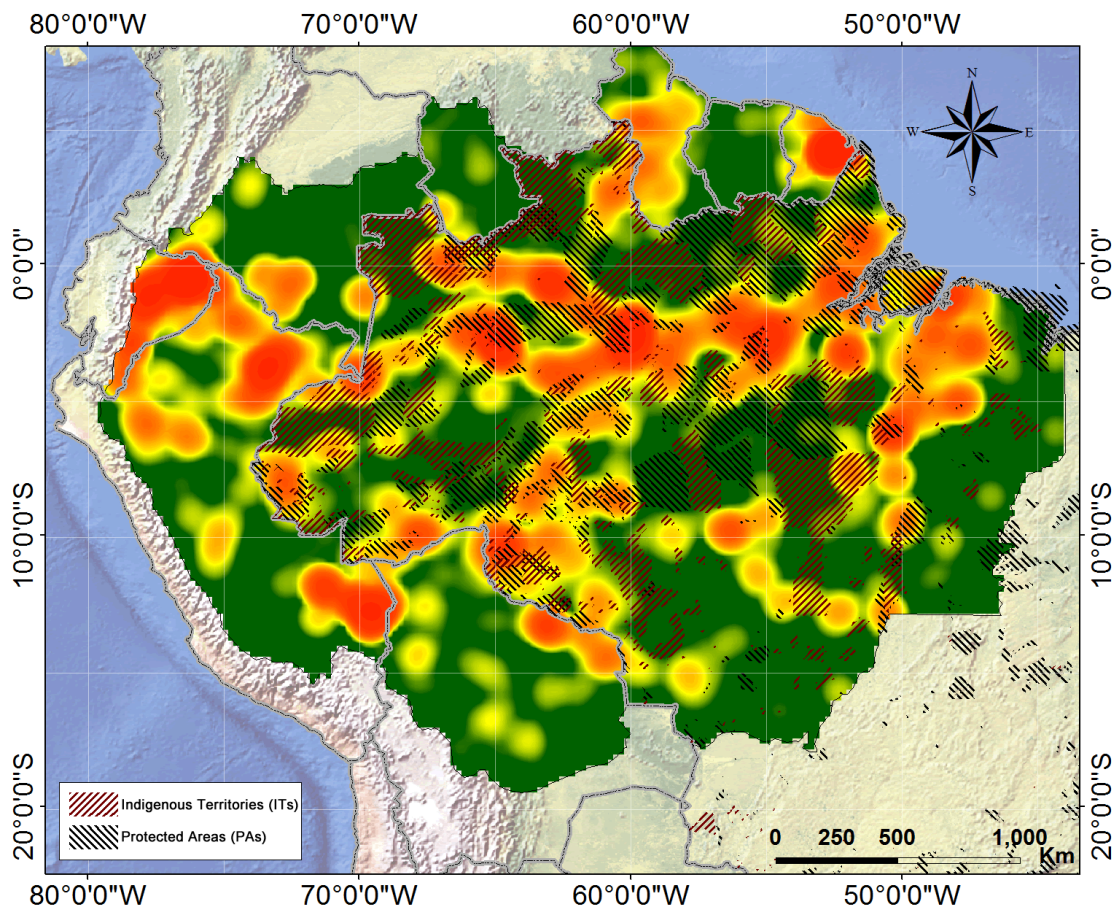 80°0'0"W 70°0'0"W 60°0'0"W 50°0'0"W
N
W E
S
0°0'0" 0°0'0"
10°0'0"S 10°0'0"S
20°0'0"S 20°0'0"S
Indigenous Territories (ITs)
Protected Areas (PAs)
0 250 500 1,000
Km
80°0'0"W 70°0'0"W 60°0'0"W 50°0'0"W